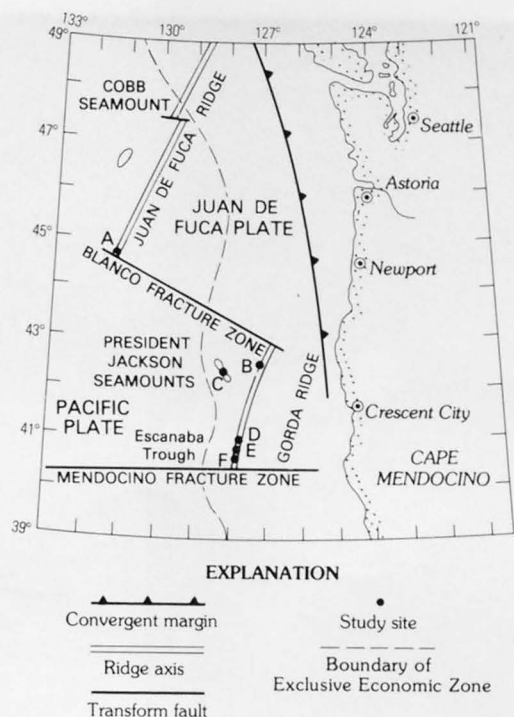 133°
130°
127°
124°
121°
49°
47°
45°
43°
41°
39°
COBB
SEAMOUNT
JUAN DE FUCA RIDGE
Seattle
Astoria
JUAN DE
FUCA PLATE
A
BLANCO FRACTURE ZONE
Newport
PRESIDENT
JACKSON
SEAMOUNTS
B
C
GORDA RIDGE
Crescent City
PACIFIC
PLATE
Escanaba
Trough
D
E
F
CAPE
MENDOCINO
MENDOCINO FRACTURE ZONE
EXPLANATION
Convergent margin
Ridge axis
Transform fault
Study site
Boundary of
Exclusive Economic Zone